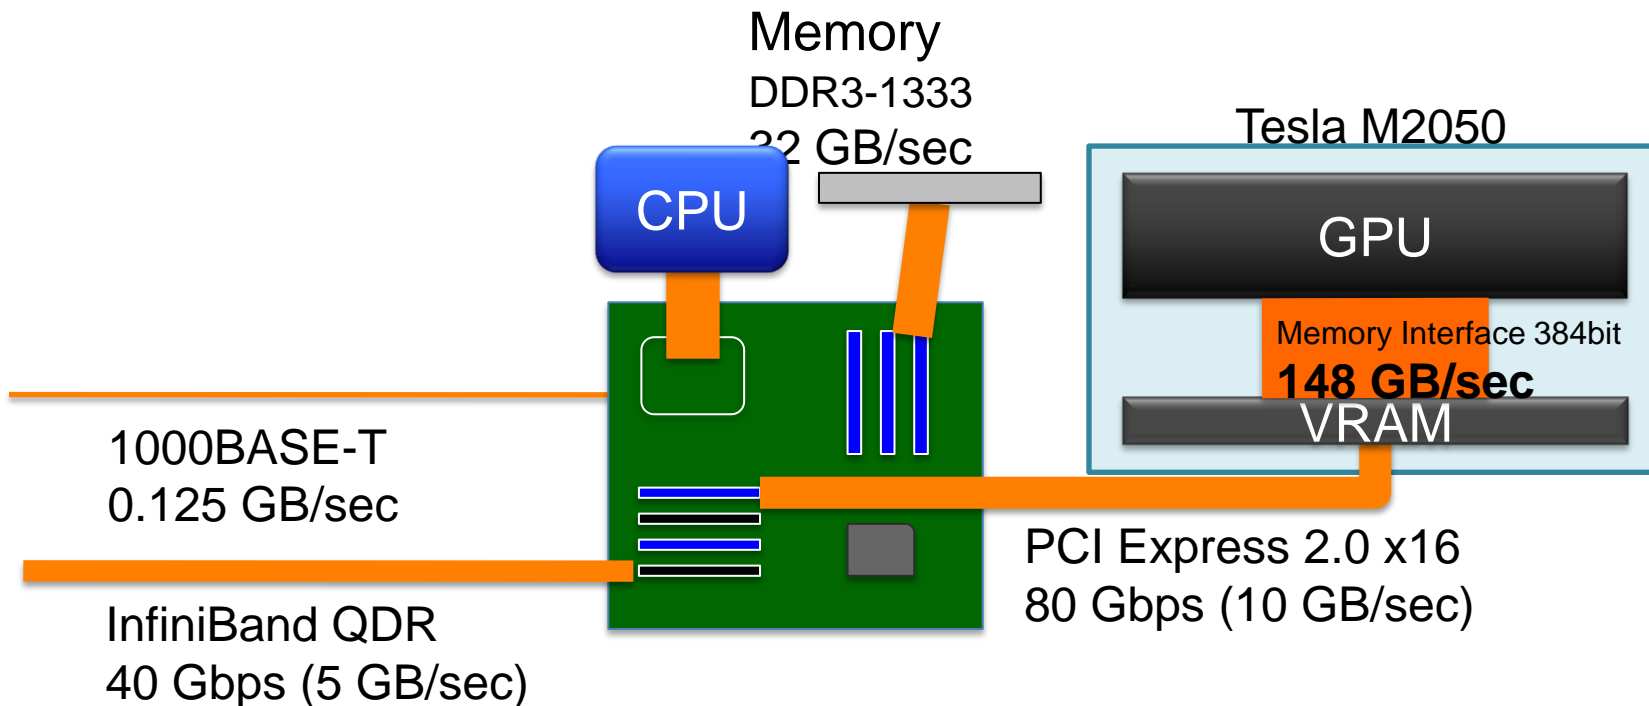 Memory
DDR3-1333
32 GB/sec
Tesla M2050
CPU
GPU
Memory Interface 384bit
148 GB/sec
VRAM
1000BASE-T
0.125 GB/sec
PCI Express 2.0 x16
80 Gbps (10 GB/sec)
InfiniBand QDR
40 Gbps (5 GB/sec)